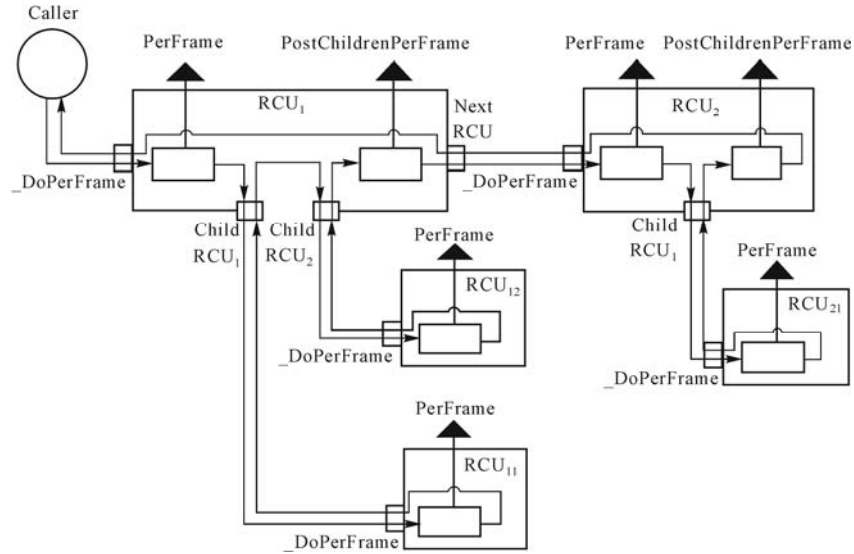 Caller
PerFrame
PostChildrenPerFrame
PerFrame
PostChildrenPerFrame
RCU₁
Next
RCU
RCU₂
_DoPerFrame
_DoPerFrame
Child
RCU₁
Child
RCU₂
Child
RCU₁
PerFrame
RCU₁₂
_DoPerFrame
PerFrame
RCU₂₁
_DoPerFrame
PerFrame
RCU₁₁
_DoPerFrame